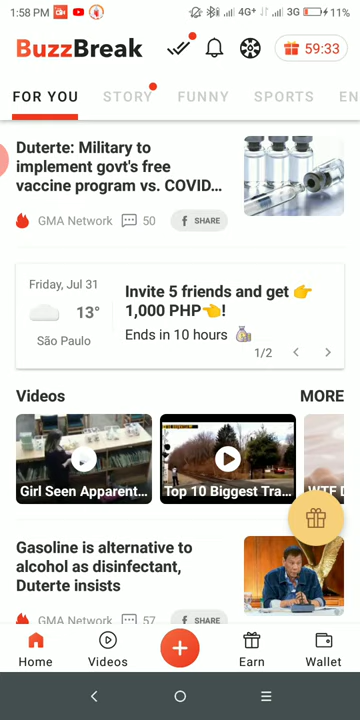 1:58 PM
4G+
3G
11%
BuzzBreak
59:33
FOR YOU
STORY
FUNNY
SPORTS
EN
Duterte: Military to
implement govt's free
vaccine program vs. COVID...
GMA Network
50
SHARE
Friday, Jul 31
13°
São Paulo
Invite 5 friends and get 👉
1,000 PHP👈!
Ends in 10 hours 💰
1/2
Videos
MORE
Girl Seen Apparent...
Top 10 Biggest Tra...
WTF D
Gasoline is alternative to
alcohol as disinfectant,
Duterte insists
GMA Network
57
SHARE
Home
Videos
Earn
Wallet